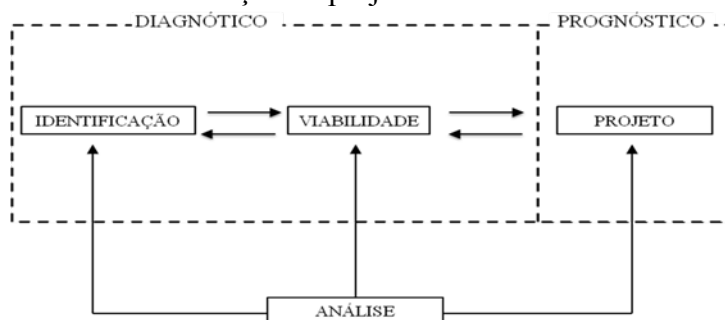 DIAGNÓTICO PROGNÓSTICO
IDENTIFICAÇÃO VIABILIDADE PROJETO
ANÁLISE